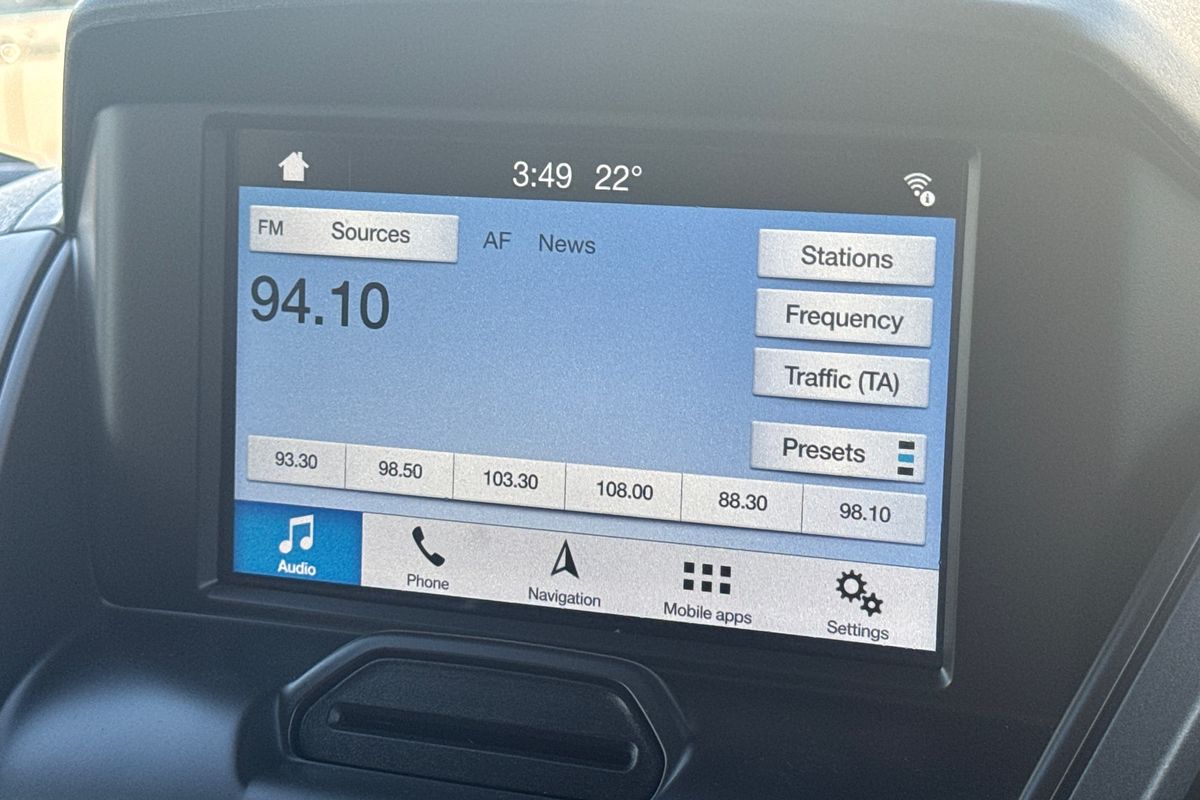 3:49 22°
FM Sources AF News
Stations
94.10
Frequency
Traffic (TA)
Presets
93.30 98.50 103.30 108.00 88.30 98.10
Audio Phone Navigation Mobile apps Settings